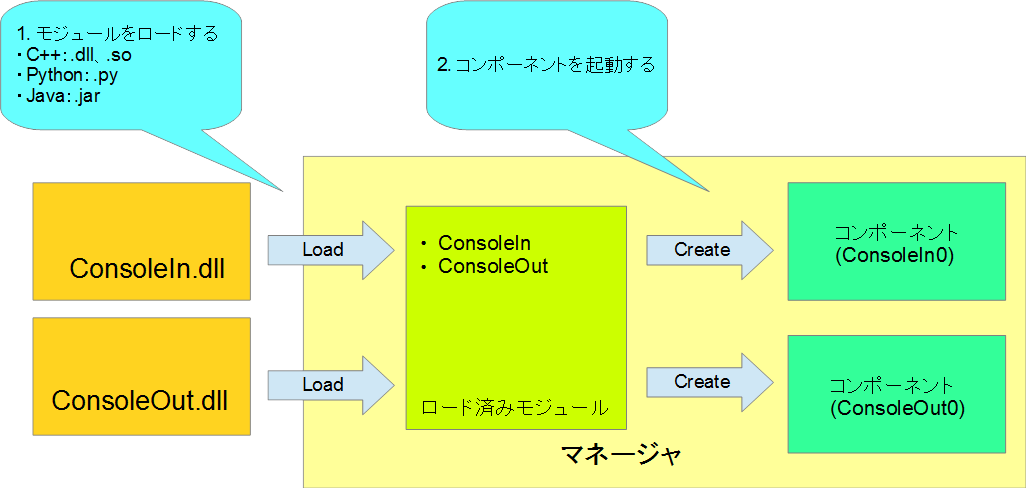 1. モジュールをロードする
・C++:.dll、.so
・Python:.py
・Java:.jar
2. コンポーネントを起動する
ConsoleIn.dll
Load
・ ConsoleIn
・ ConsoleOut
Create
コンポーネント
(ConsoleIn0)
ConsoleOut.dll
Load
ロード済みモジュール
Create
コンポーネント
(ConsoleOut0)
マネージャ